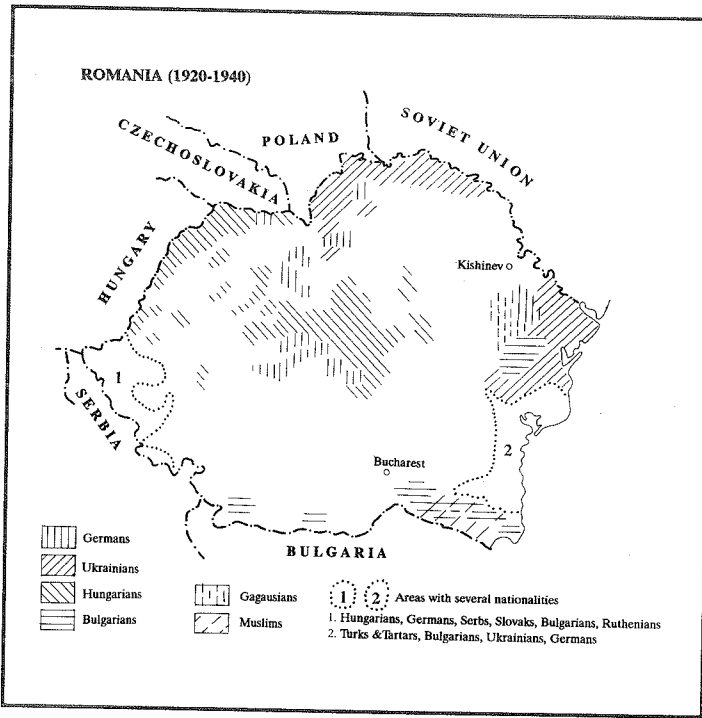 ROMANIA (1920-1940)
CZECHOSLOVAKIA
POLAND
SOVIET UNION
HUNGARY
Kishinev
1
SERBIA
2
Bucharest
BULGARIA
Germans
Ukrainians
Hungarians
Bulgarians
Gagausians
Muslims
1 2 Areas with several nationalities
1. Hungarians, Germans, Serbs, Slovaks, Bulgarians, Ruthenians
2. Turks &Tartars, Bulgarians, Ukrainians, Germans